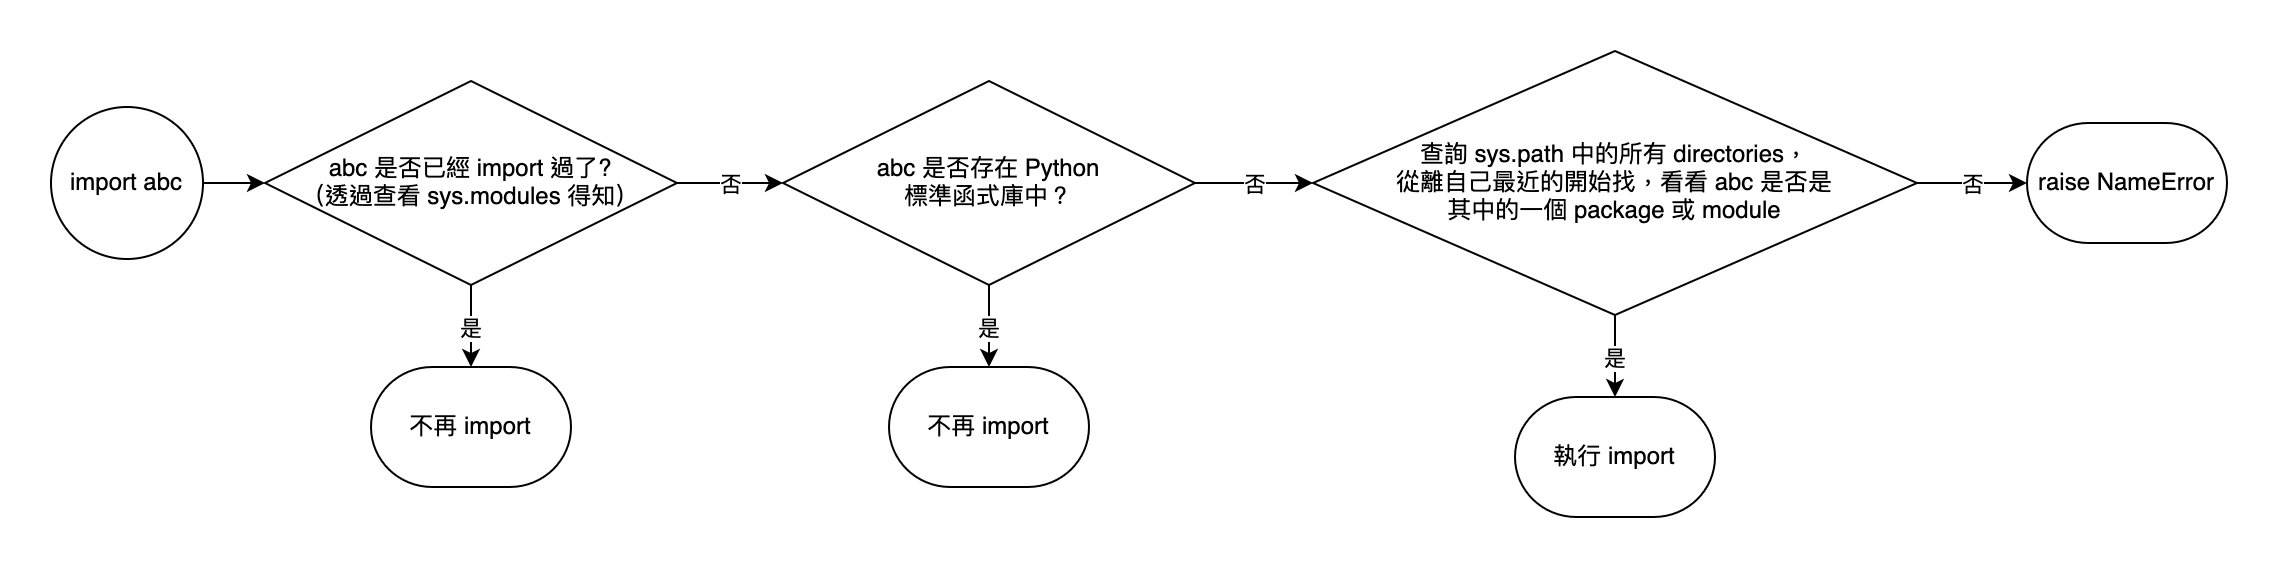 import abc
abc 是否已經 import 過了?
(透過查看 sys.modules 得知)
否
是
不再 import
abc 是否存在 Python
標準函式庫中？
否
是
不再 import
查詢 sys.path 中的所有 directories，
從離自己最近的開始找，看看 abc 是否是
其中的一個 package 或 module
否
是
執行 import
raise NameError